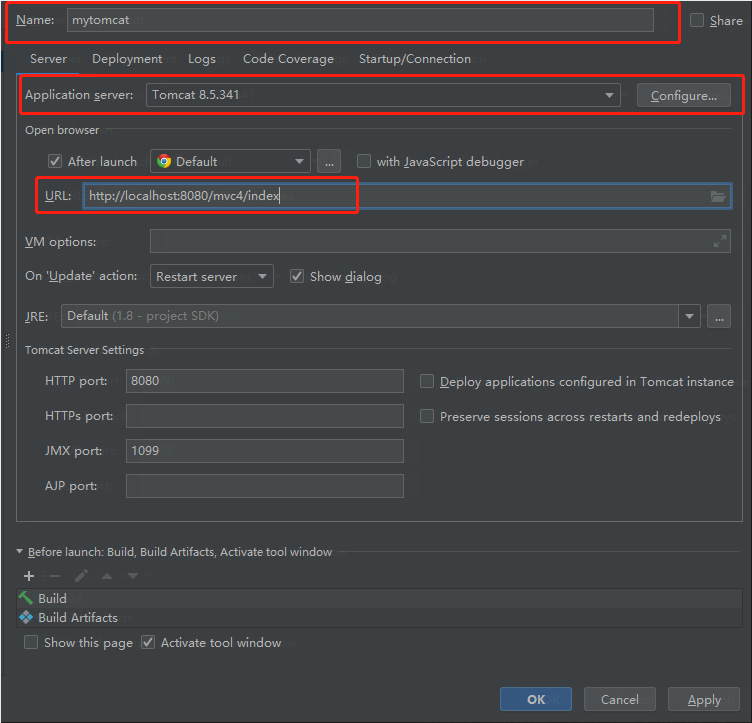 Name: mytomcat Share
Server Deployment Logs Code Coverage Startup/Connection
Application server: Tomcat 8.5.341 Configure...
Open browser
After launch Default ... with JavaScript debugger
URL: http://localhost:8080/mvc4/index
VM options:
On 'Update' action: Restart server Show dialog
JRE: Default (1.8 - project SDK) ...
Tomcat Server Settings
HTTP port: 8080 Deploy applications configured in Tomcat instance
HTTPs port: Preserve sessions across restarts and redeploys
JMX port: 1099
AJP port:
Before launch: Build, Build Artifacts, Activate tool window
Build
Build Artifacts
Show this page Activate tool window
OK Cancel Apply